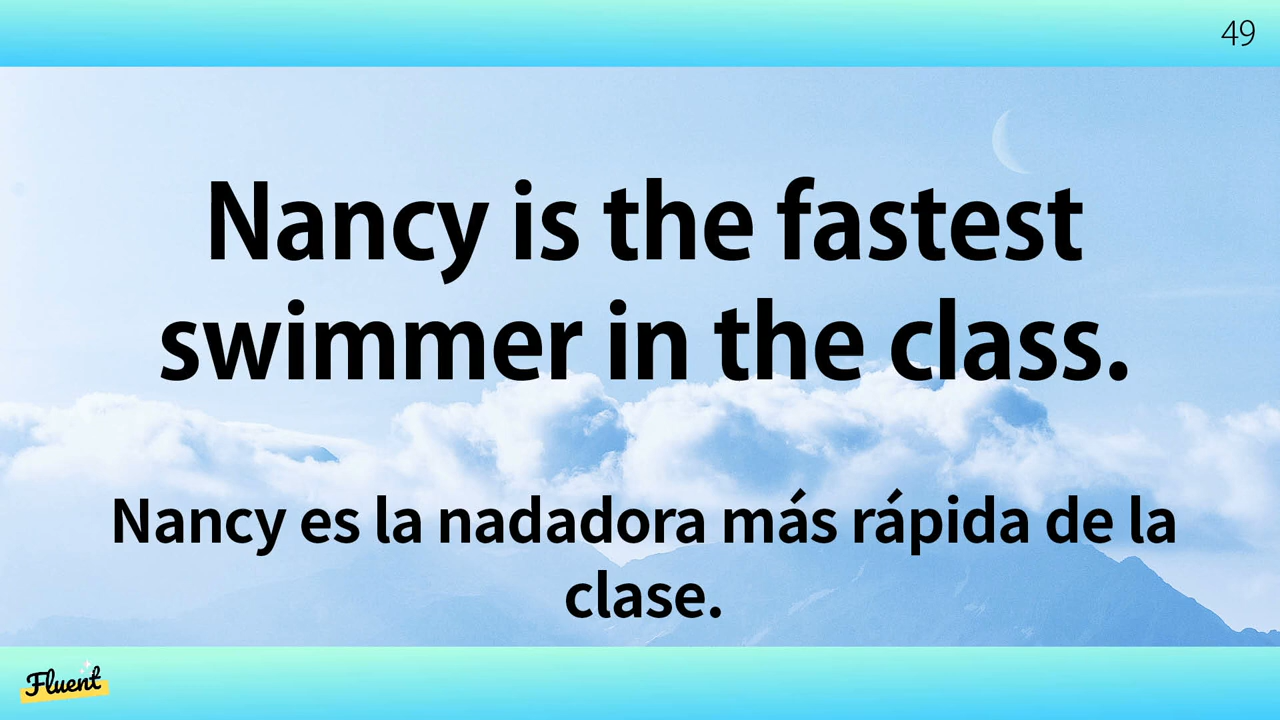 49
Nancy is the fastest
swimmer in the class.
Nancy es la nadadora más rápida de la
clase.
Fluent